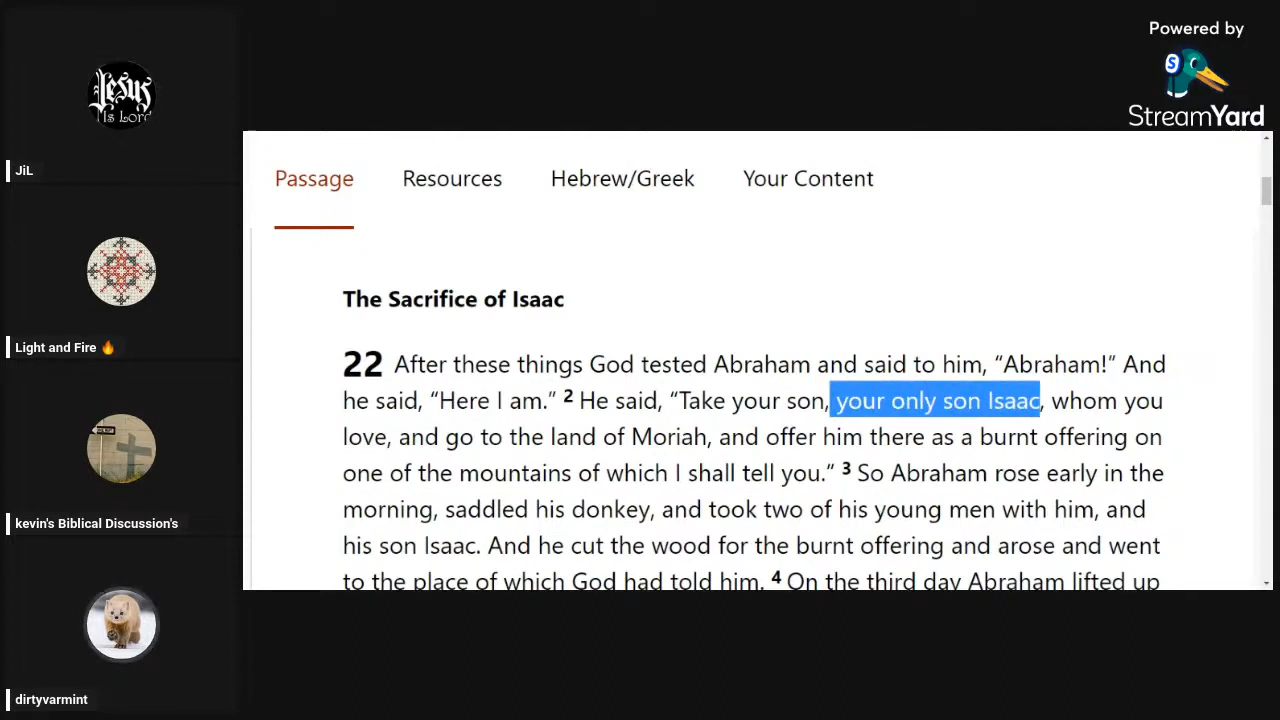 Powered by
S
StreamYard
Jesus
Is Lord
JiL
Light and Fire 🔥
kevin's Biblical Discussion's
dirtyvarmint
Passage Resources Hebrew/Greek Your Content
The Sacrifice of Isaac
22 After these things God tested Abraham and said to him, “Abraham!” And
he said, “Here I am.” 2 He said, “Take your son, your only son Isaac, whom you
love, and go to the land of Moriah, and offer him there as a burnt offering on
one of the mountains of which I shall tell you.” 3 So Abraham rose early in the
morning, saddled his donkey, and took two of his young men with him, and
his son Isaac. And he cut the wood for the burnt offering and arose and went
to the place of which God had told him. 4 On the third day Abraham lifted up